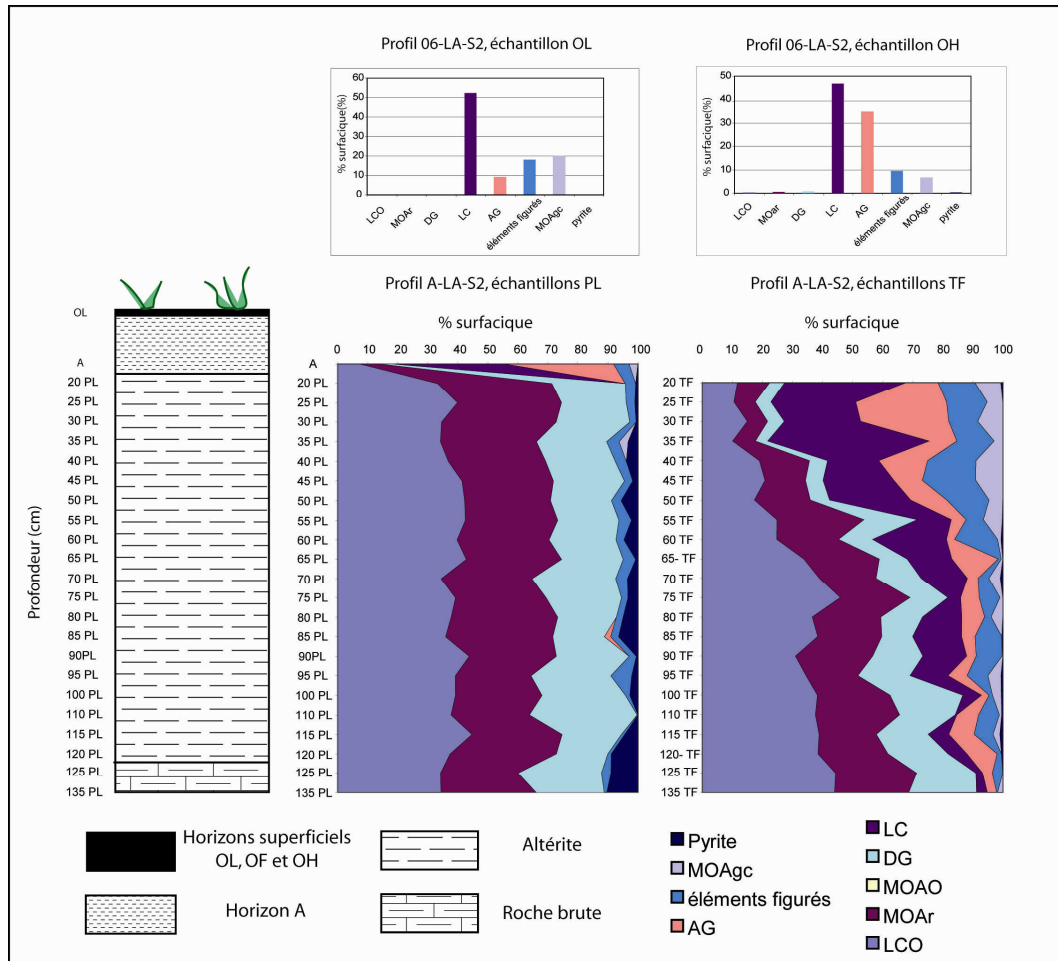 Profil 06-LA-S2, échantillon OL
% surfacique(%)
60
50
40
30
20
10
0
LCO
MOAr
DG
LC
AG
éléments figurés
MOAgc
pyrite
Profil 06-LA-S2, échantillon OH
% surfacique(%)
50
40
30
20
10
0
LCO
MOar
DG
LC
AG
éléments figurés
MOAgc
pyrite
Profondeur (cm)
OL
A
20 PL
25 PL
30 PL
35 PL
40 PL
45 PL
50 PL
55 PL
60 PL
65 PL
70 PL
75 PL
80 PL
85 PL
90PL
95 PL
100 PL
110 PL
115 PL
120 PL
125 PL
135 PL
Profil A-LA-S2, échantillons PL
% surfacique
0 10 20 30 40 50 60 70 80 90 100
A
20 PL
25 PL
30 PL
35 PL
40 PL
45 PL
50 PL
55 PL
60 PL
65 PL
70 PL
75 PL
80 PL
85 PL
90PL
95 PL
100 PL
110 PL
115 PL
120 PL
125 PL
135 PL
Profil A-LA-S2, échantillons TF
% surfacique
0 10 20 30 40 50 60 70 80 90 100
20 TF
25 TF
30 TF
35 TF
40 TF
45 TF
50 TF
55 TF
60 TF
65- TF
70 TF
75 TF
80 TF
85 TF
90 TF
95 TF
100 TF
110 TF
115 TF
120- TF
125 TF
135 TF
Horizons superficiels
OL, OF et OH
Horizon A
Altérite
Roche brute
Pyrite
MOAgc
éléments figurés
AG
LC
DG
MOAO
MOAr
LCO